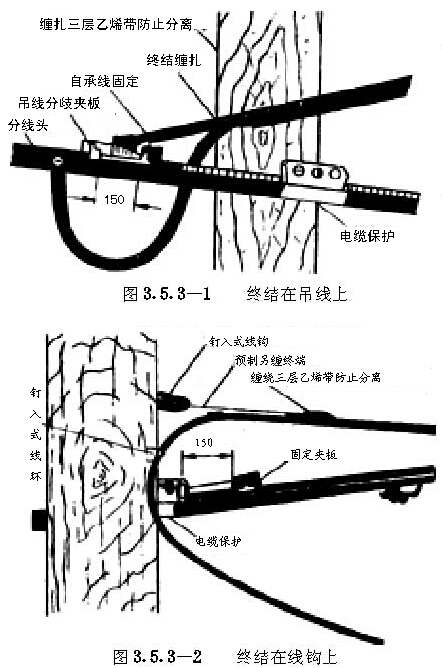 缠扎三层乙烯带防止分离
终结缠扎
自承线固定
吊线分歧夹板
分线头
150
电缆保护
图 3.5.3—1 终结在吊线上
钉入式线钩
预制另缠终端
缠绕三层乙烯带防止分离
钉入式线环
150
固定夹板
电缆保护
图 3.5.3—2 终结在线钩上